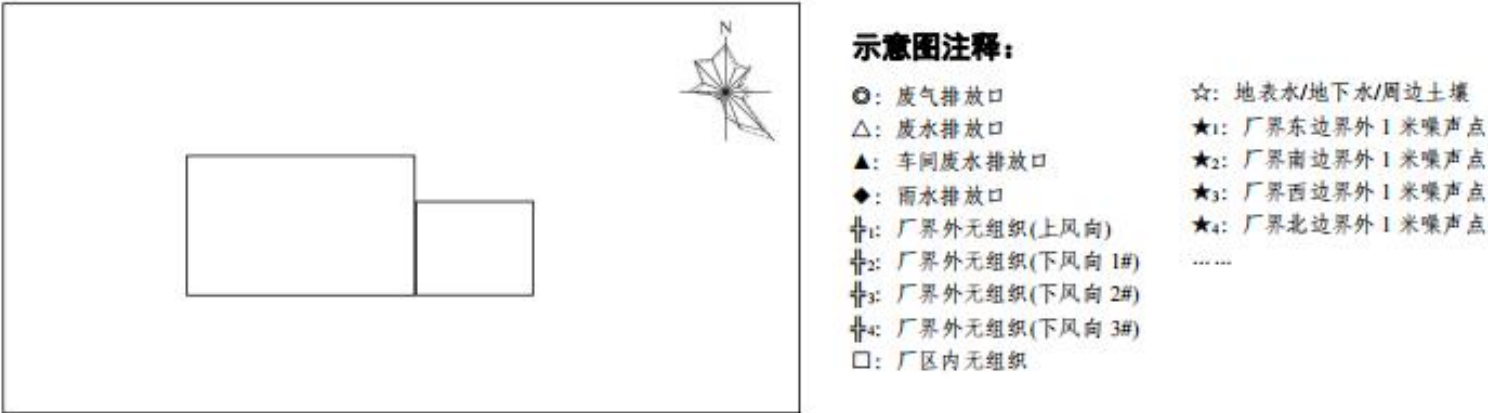 N
示意图注释：
◎：废气排放口
△：废水排放口
▲：车间废水排放口
◆：雨水排放口
╬1：厂界外无组织(上风向)
╬2：厂界外无组织(下风向 1#)
╬3：厂界外无组织(下风向 2#)
╬4：厂界外无组织(下风向 3#)
□：厂区内无组织
☆：地表水/地下水/周边土壤
★1：厂界东边界外 1 米噪声点
★2：厂界南边界外 1 米噪声点
★3：厂界西边界外 1 米噪声点
★4：厂界北边界外 1 米噪声点
……